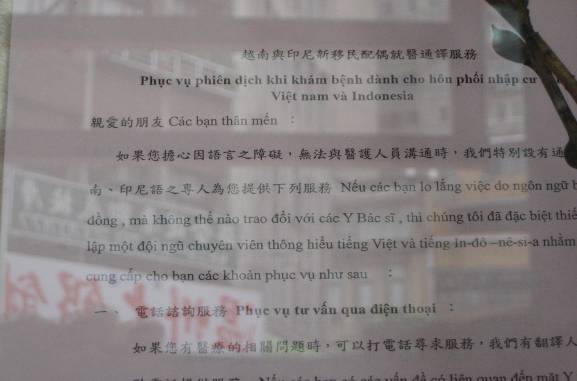 越南與印尼新移民配偶就醫通譯服務
Phục vụ phiên dịch khi khám bệnh dành cho hôn phối nhập cư
Việt nam và Indonesia
親愛的朋友 Các bạn thân mến :
如果您擔心因語言之障礙,無法與醫護人員溝通時,我們特別設有通
南、印尼語之專人為您提供下列服務 Nếu các bạn lo lắng việc do ngôn ngữ
đồng , mà không thể nào trao đổi với các Y Bác sĩ , thì chúng tôi đã đặc biệt thiế
lập một đội ngũ chuyên viên thông hiểu tiếng Việt và tiếng in-đô –nê-si-a nhằm
cung cấp cho bạn các khoản phục vụ như sau :
一、 電話諮詢服務 Phục vụ tư vấn qua điện thoại :
如果您有醫療的相關問題時,可以打電話尋求服務,我們有翻譯人